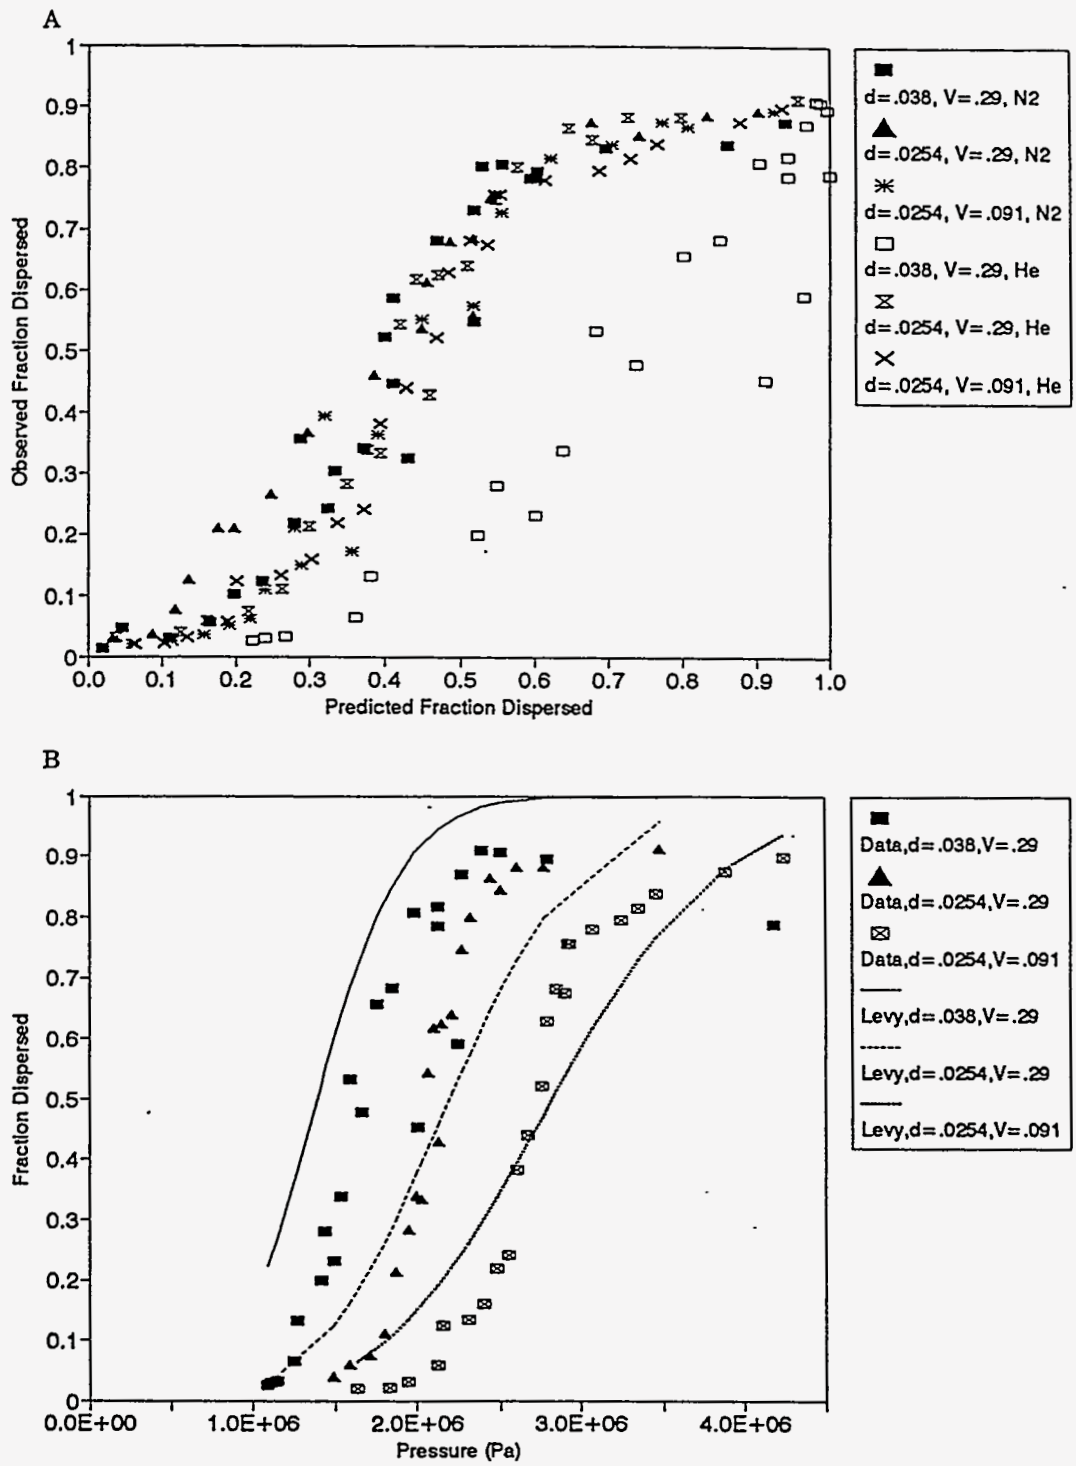 A
1
0.9
0.8
0.7
0.6
0.5
0.4
0.3
0.2
0.1
0
0.0 0.1 0.2 0.3 0.4 0.5 0.6 0.7 0.8 0.9 1.0
Observed Fraction Dispersed
Predicted Fraction Dispersed
d=.038, V=.29, N2
d=.0254, V=.29, N2
d=.0254, V=.091, N2
d=.038, V=.29, He
d=.0254, V=.29, He
d=.0254, V=.091, He
B
1
0.9
0.8
0.7
0.6
0.5
0.4
0.3
0.2
0.1
0
0.0E+00 1.0E+06 2.0E+06 3.0E+06 4.0E+06
Fraction Dispersed
Pressure (Pa)
Data,d=.038,V=.29
Data,d=.0254,V=.29
Data,d=.0254,V=.091
Levy,d=.038,V=.29
Levy,d=.0254,V=.29
Levy,d=.0254,V=.091